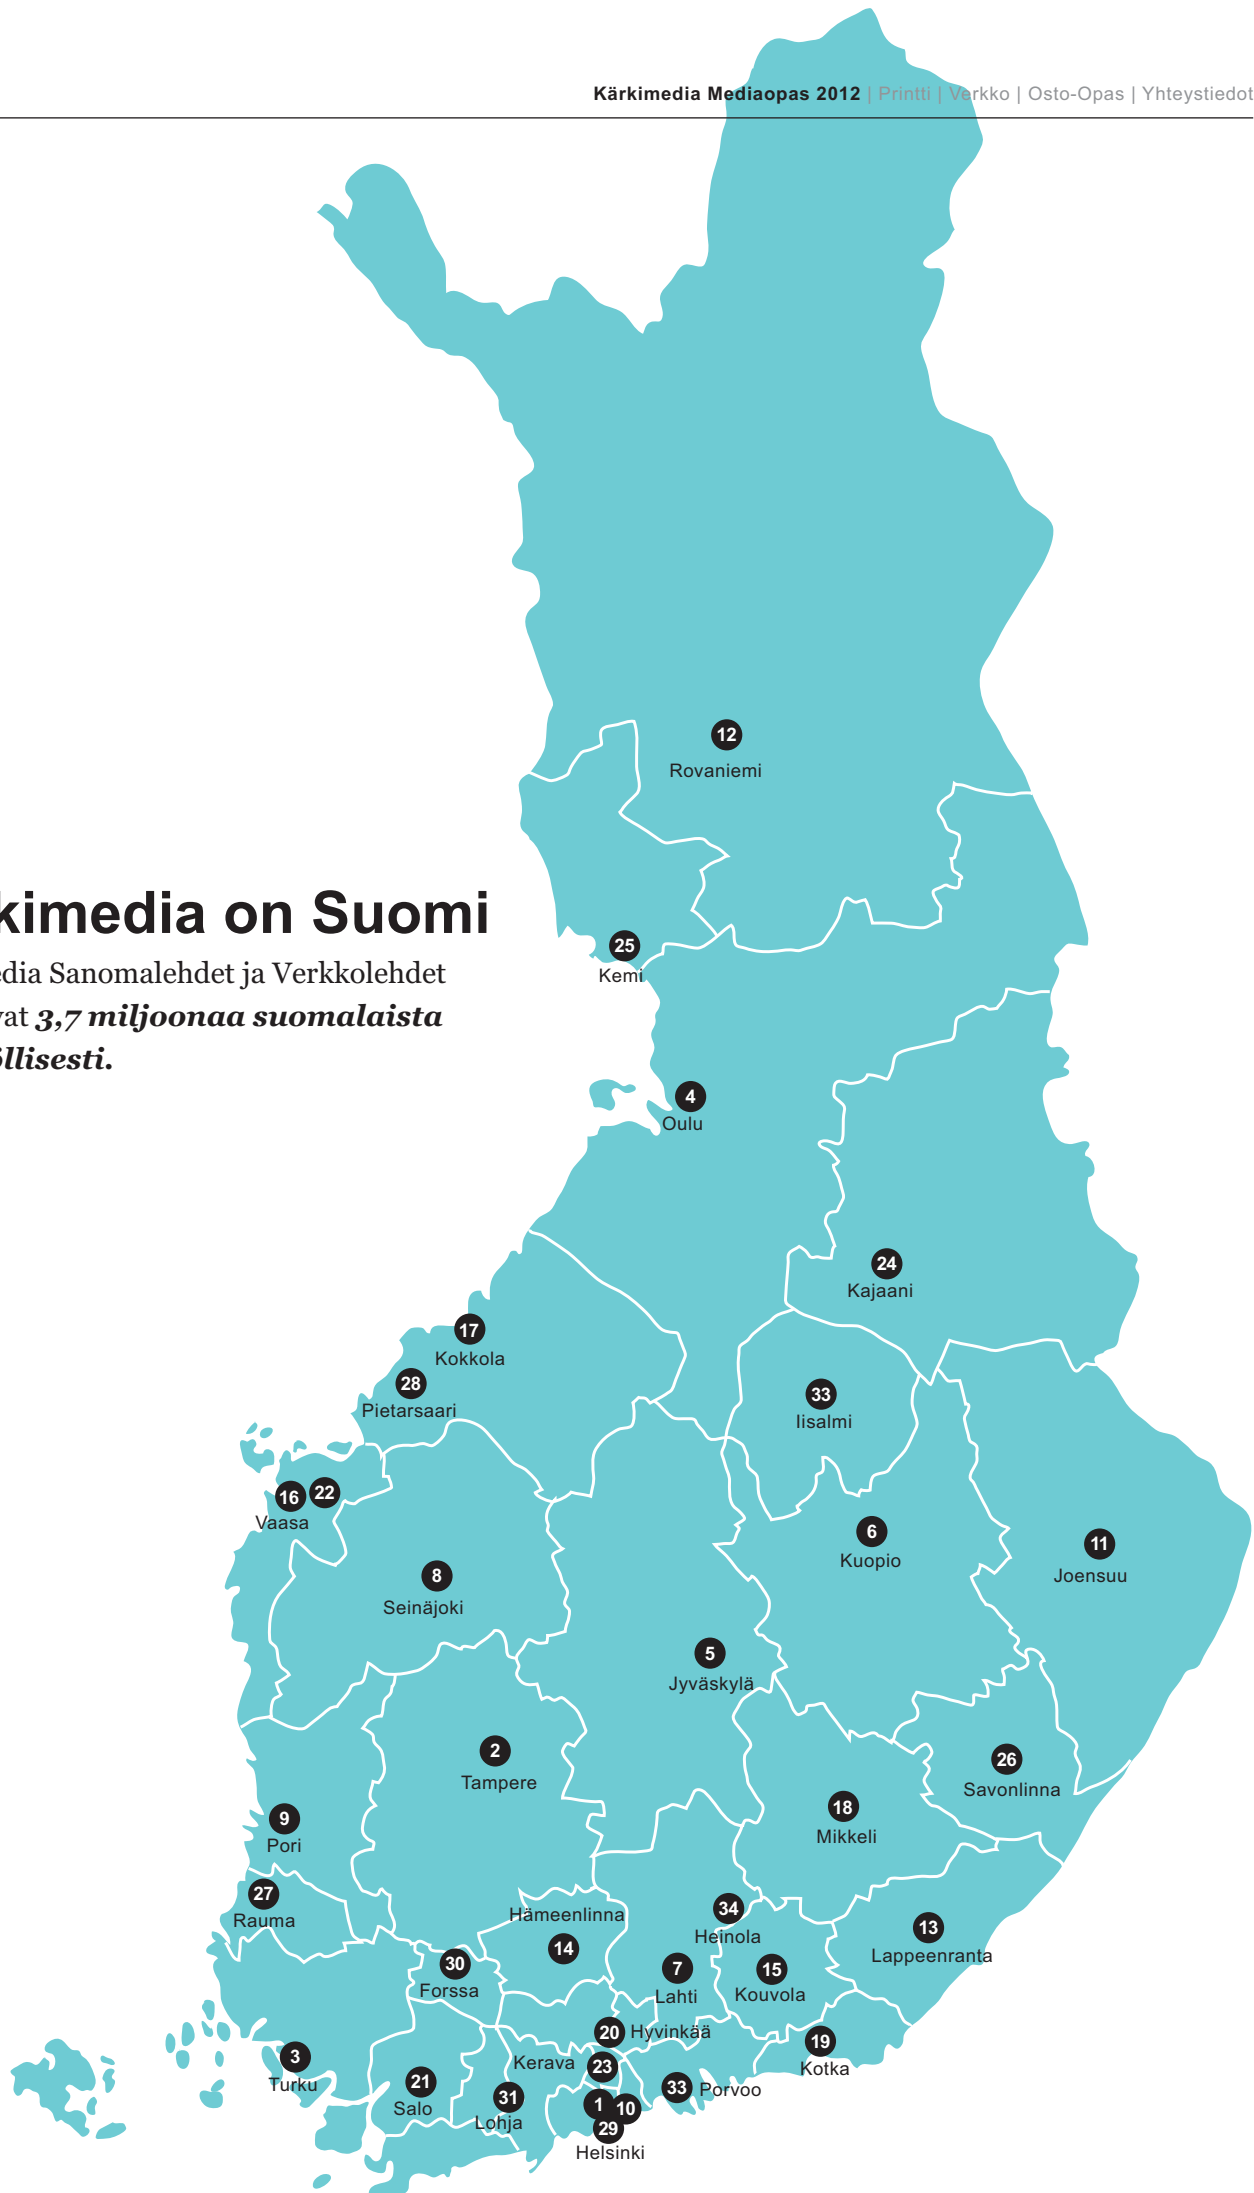 Kärkimedia Mediaopas 2012 | Printti | Verkko | Osto-Opas | Yhteystiedot
12
Rovaniemi
kimedia on Suomi
edia Sanomalehdet ja Verkkolehdet
vat 3,7 miljoonaa suomalaista
öllisesti.
25
Kemi
4
Oulu
24
Kajaani
17
Kokkola
28
Pietarsaari
33
Iisalmi
16 22
Vaasa
6
Kuopio
11
Joensuu
8
Seinäjoki
5
Jyväskylä
2
Tampere
26
Savonlinna
18
Mikkeli
9
Pori
27
Rauma
Hämeenlinna
14
34
Heinola
13
Lappeenranta
30
Forssa
7
Lahti
15
Kouvola
20 Hyvinkää
19
Kotka
3
Turku
Kerava 23
21
Salo
31
Lohja
33 Porvoo
1 10
29
Helsinki